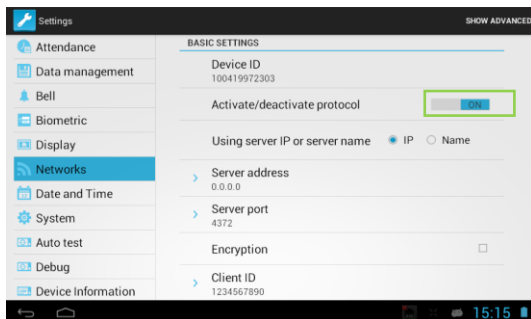 Settings
SHOW ADVANCED
Attendance
Data management
Bell
Biometric
Display
Networks
Date and Time
System
Auto test
Debug
Device Information
BASIC SETTINGS
Device ID
100419972303
Activate/deactivate protocol
ON
Using server IP or server name
IP
Name
Server address
0.0.0.0
Server port
4372
Encryption
Client ID
1234567890
15:15